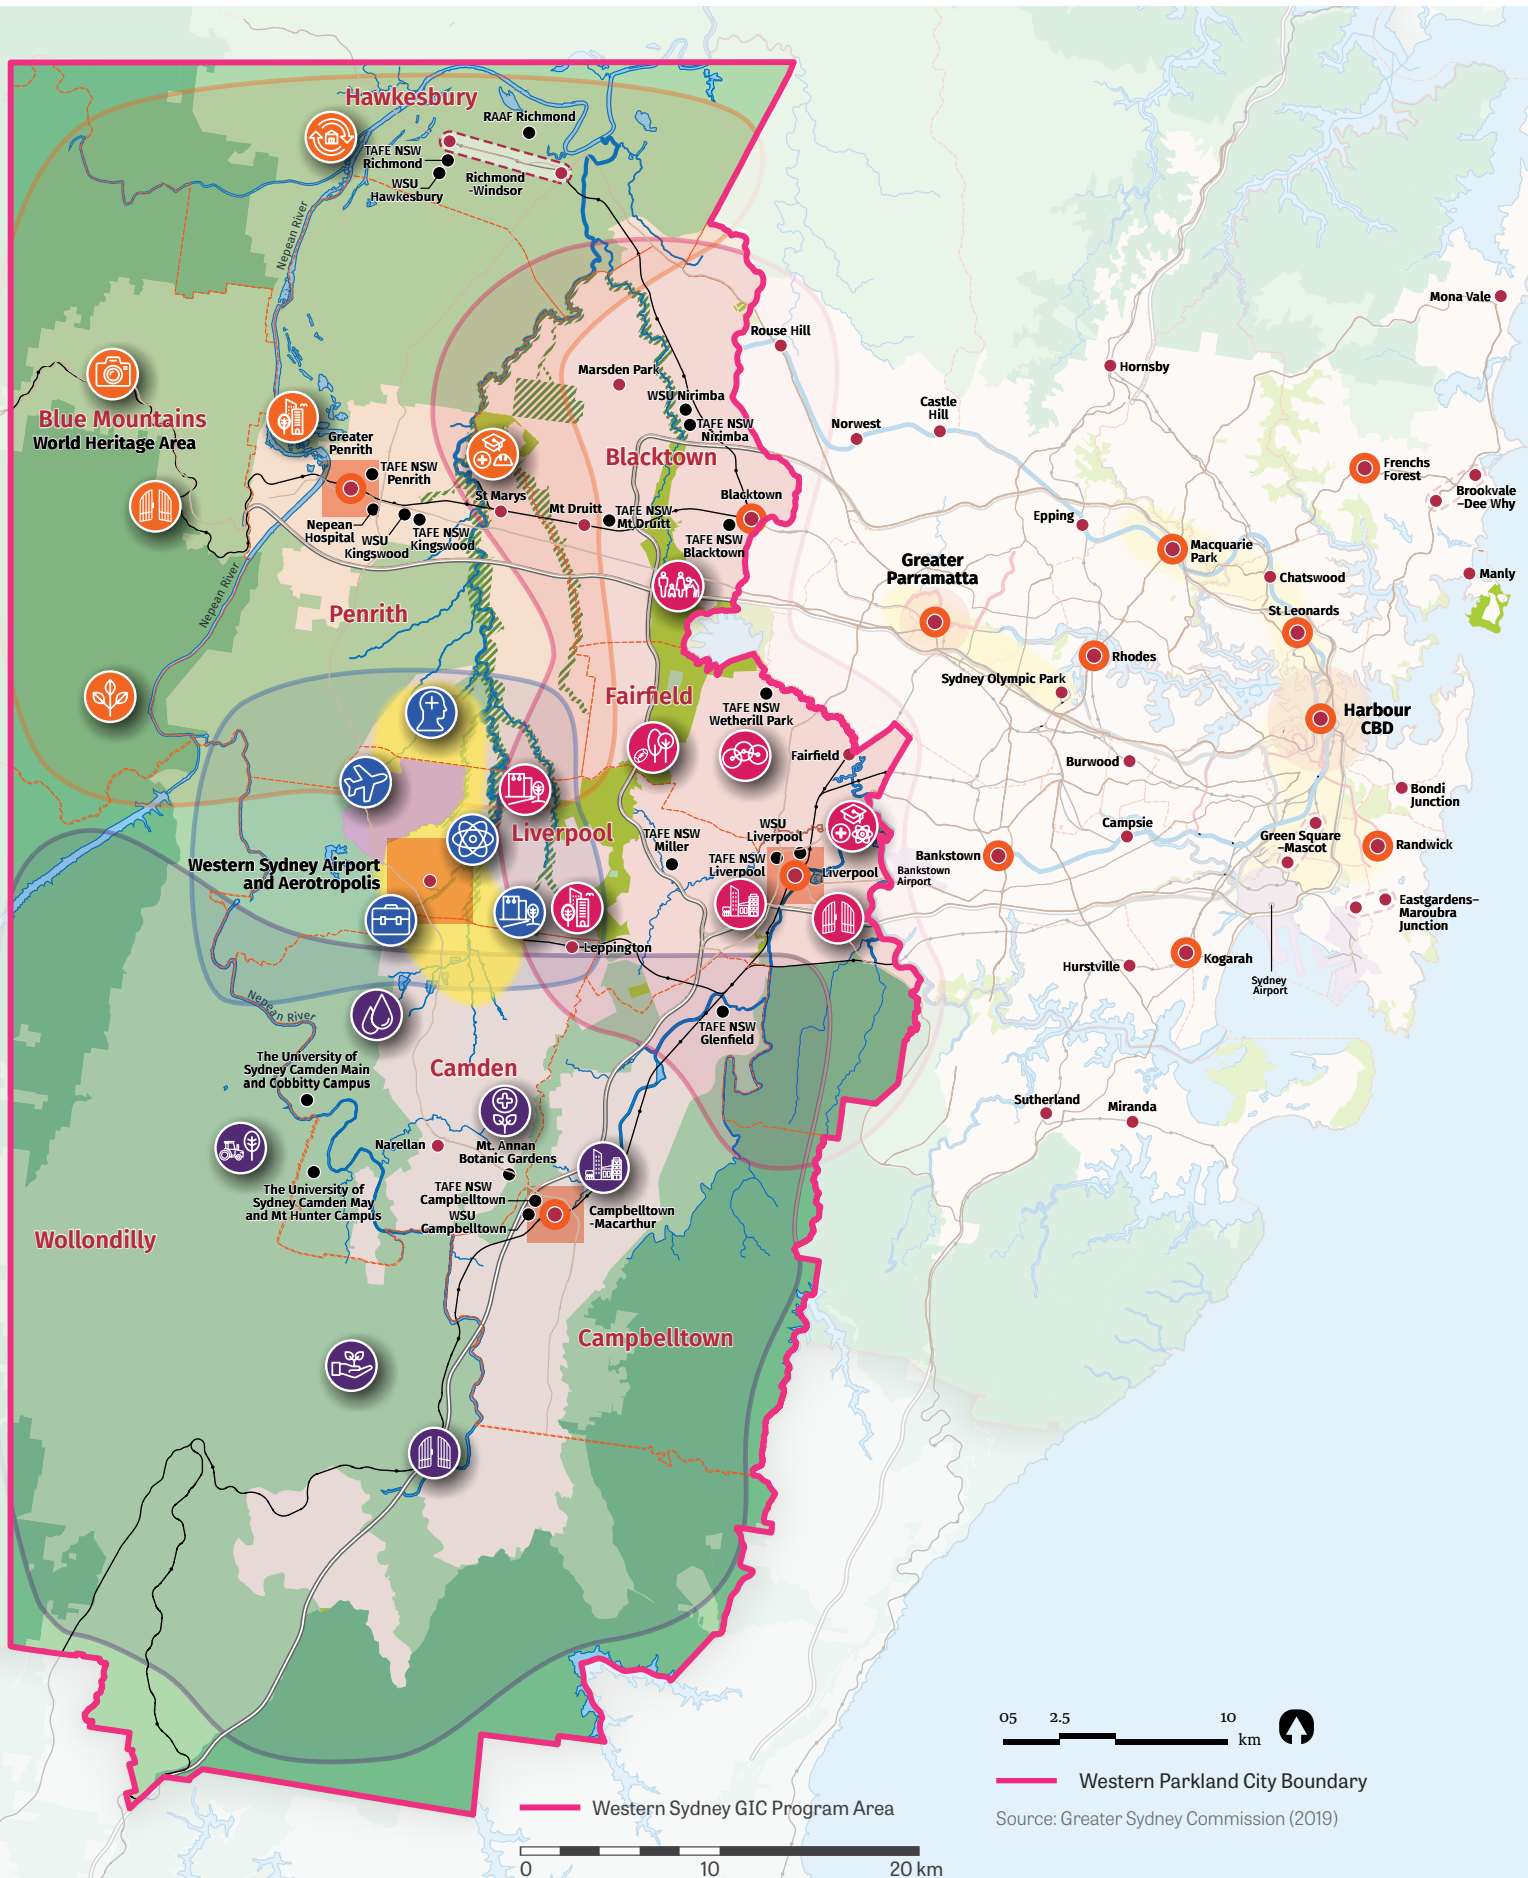 Hawkesbury
RAAF Richmond
TAFE NSW
Richmond
WSU
Hawkesbury
Richmond
-Windsor
Nepean River
Mona Vale
Rouse Hill
Hornsby
Marsden Park
WSU Nirimba
TAFE NSW
Nirimba
Castle
Hill
Norwest
Blue Mountains
World Heritage Area
Greater
Penrith
TAFE NSW
Penrith
Blacktown
Frenchs
Forest
Brookvale
-Dee Why
St Marys
Mt Druitt
TAFE NSW
Mt Druitt
Blacktown
TAFE NSW
Blacktown
Nepean
Hospital
WSU
Kingswood
TAFE NSW
Kingswood
Epping
Macquarie
Park
Chatswood
Manly
Greater
Parramatta
St Leonards
Nepean River
Penrith
Rhodes
Sydney Olympic Park
Fairfield
TAFE NSW
Wetherill Park
Harbour
CBD
Fairfield
Burwood
Bondi
Junction
Liverpool
TAFE NSW
Miller
WSU
Liverpool
TAFE NSW
Liverpool
Liverpool
Campsie
Green Square
-Mascot
Randwick
Bankstown
Bankstown
Airport
Western Sydney Airport
and Aerotropolis
Eastgardens-
Maroubra
Junction
Leppington
Hurstville
Kogarah
Sydney
Airport
Nepean River
TAFE NSW
Glenfield
The University of
Sydney Camden Main
and Cobbitty Campus
Camden
Sutherland
Miranda
Narellan
Mt. Annan
Botanic Gardens
The University of
Sydney Camden May
and Mt Hunter Campus
TAFE NSW
Campbelltown
WSU
Campbelltown
Campbelltown
-Macarthur
Wollondilly
Campbelltown
05 2.5 10
km
Western Parkland City Boundary
Source: Greater Sydney Commission (2019)
Western Sydney GIC Program Area
0 10 20 km